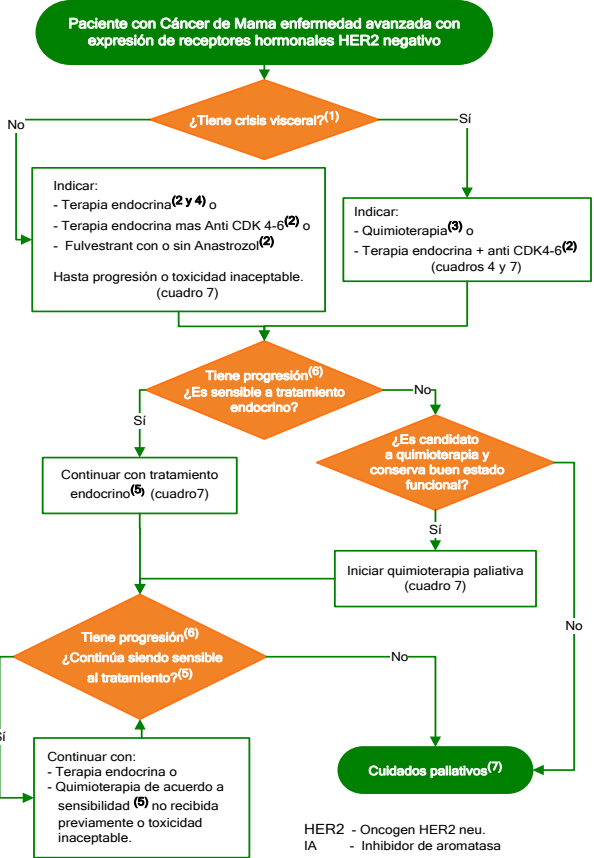 Paciente con Cáncer de Mama enfermedad avanzada con
expresión de receptores hormonales HER2 negativo
¿Tiene crisis visceral?(1)
No
Sí
Indicar:
- Terapia endocrina(2 y 4) o
- Terapia endocrina mas Anti CDK 4-6(2) o
- Fulvestrant con o sin Anastrozol(2)
Hasta progresión o toxicidad inaceptable.
(cuadro 7)
Indicar:
- Quimioterapia(3) o
- Terapia endocrina + anti CDK4-6(2)
(cuadros 4 y 7)
Tiene progresión(6)
¿Es sensible a tratamiento
endocrino?
No
Sí
¿Es candidato
a quimioterapia y
conserva buen estado
funcional?
Continuar con tratamiento
endocrino(5) (cuadro7)
Sí
Iniciar quimioterapia paliativa
(cuadro 7)
No
Tiene progresión(6)
¿Continúa siendo sensible
al tratamiento?(5)
No
Sí
Continuar con:
- Terapia endocrina o
- Quimioterapia de acuerdo a
sensibilidad (5) no recibida
previamente o toxicidad
inaceptable.
Cuidados paliativos(7)
HER2 - Oncogen HER2 neu.
IA - Inhibidor de aromatasa